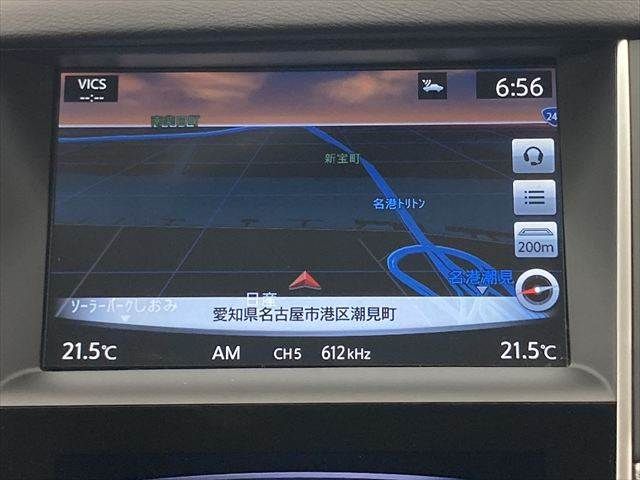 VICS
--:--
6:56
24
新宝町
名港トリトン
200m
名港潮見
日産
ソーラーパークしおみ
愛知県名古屋市港区潮見町
21.5℃ AM CH5 612kHz 21.5℃